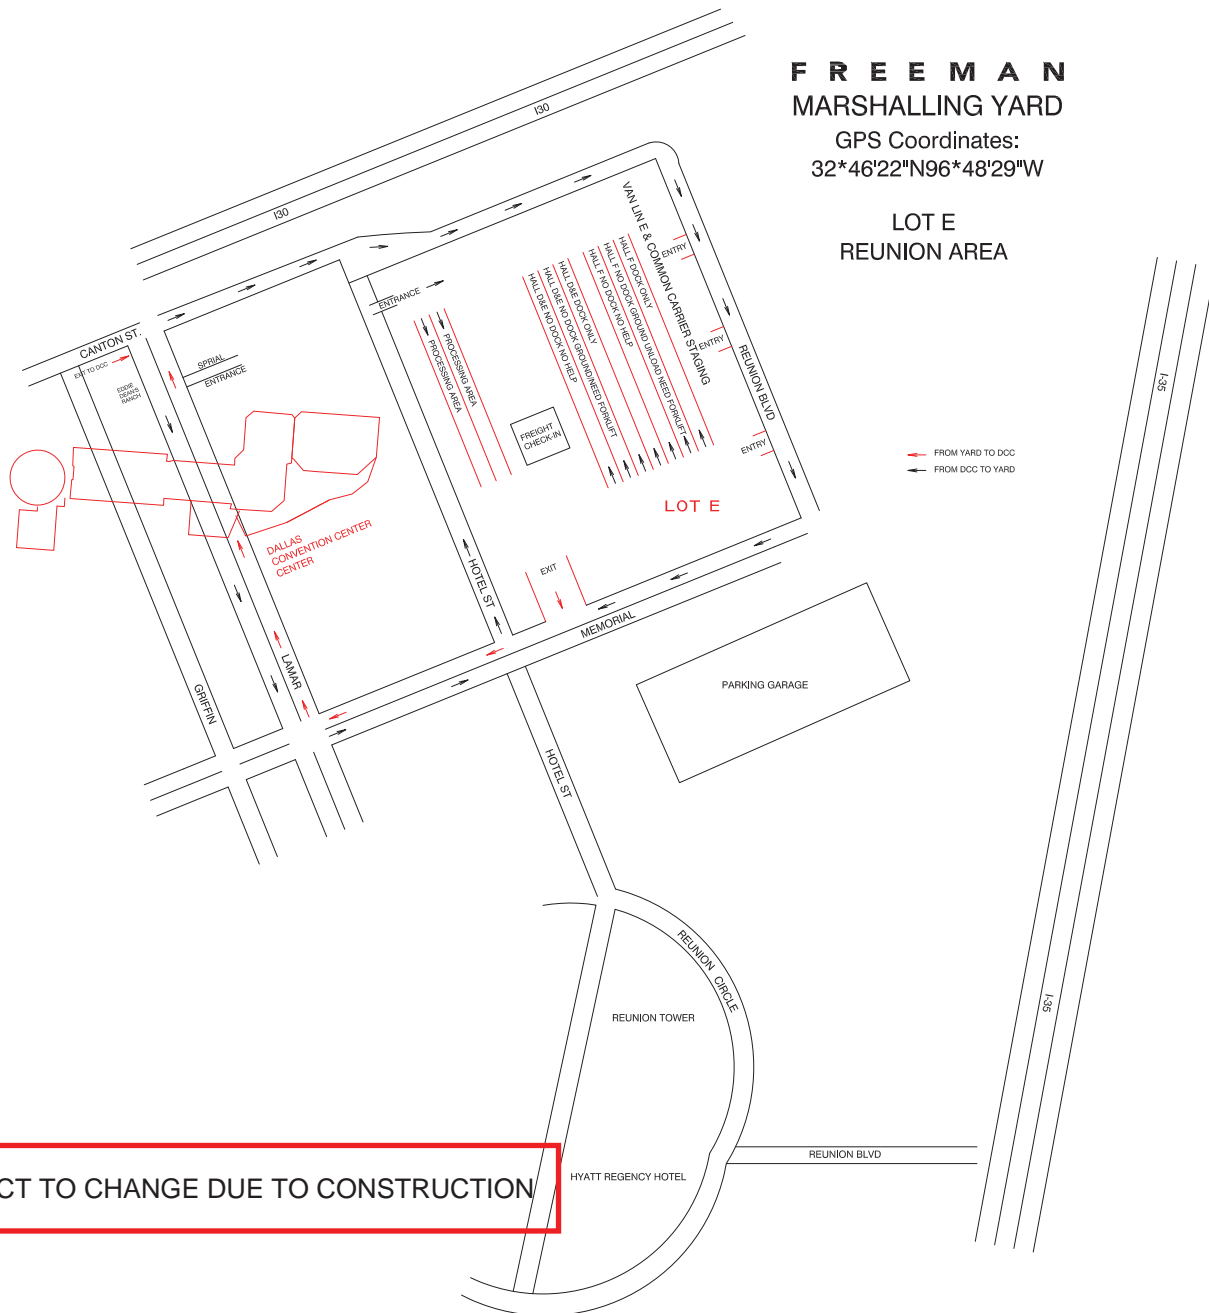 FREEMAN
MARSHALLING YARD
GPS Coordinates:
32*46'22"N96*48'29"W
LOT E
REUNION AREA
I30
I30
CANTON ST.
EXIT TO DCC
EDDIE
DEAN'S
RANCH
SPRIAL
ENTRANCE
ENTRANCE
PROCESSING AREA
PROCESSING AREA
FREIGHT
CHECK-IN
HALL D&E NO DOCK NO HELP
HALL D&E NO DOCK GROUND/NEED FORKLIFT
HALL D&E DOCK ONLY
HALL F NO DOCK NO HELP
HALL F NO DOCK GROUND UNLOAD NEED FORKLIFT
HALL F DOCK ONLY
VAN LIN E & COMMON CARRIER STAGING
ENTRY
ENTRY
ENTRY
REUNION BLVD
I-35
FROM YARD TO DCC
FROM DCC TO YARD
LOT E
DALLAS
CONVENTION CENTER
CENTER
HOTEL ST
EXIT
MEMORIAL
LAMAR
GRIFFIN
PARKING GARAGE
HOTEL ST
REUNION CIRCLE
REUNION TOWER
I-35
REUNION BLVD
HYATT REGENCY HOTEL
CT TO CHANGE DUE TO CONSTRUCTION